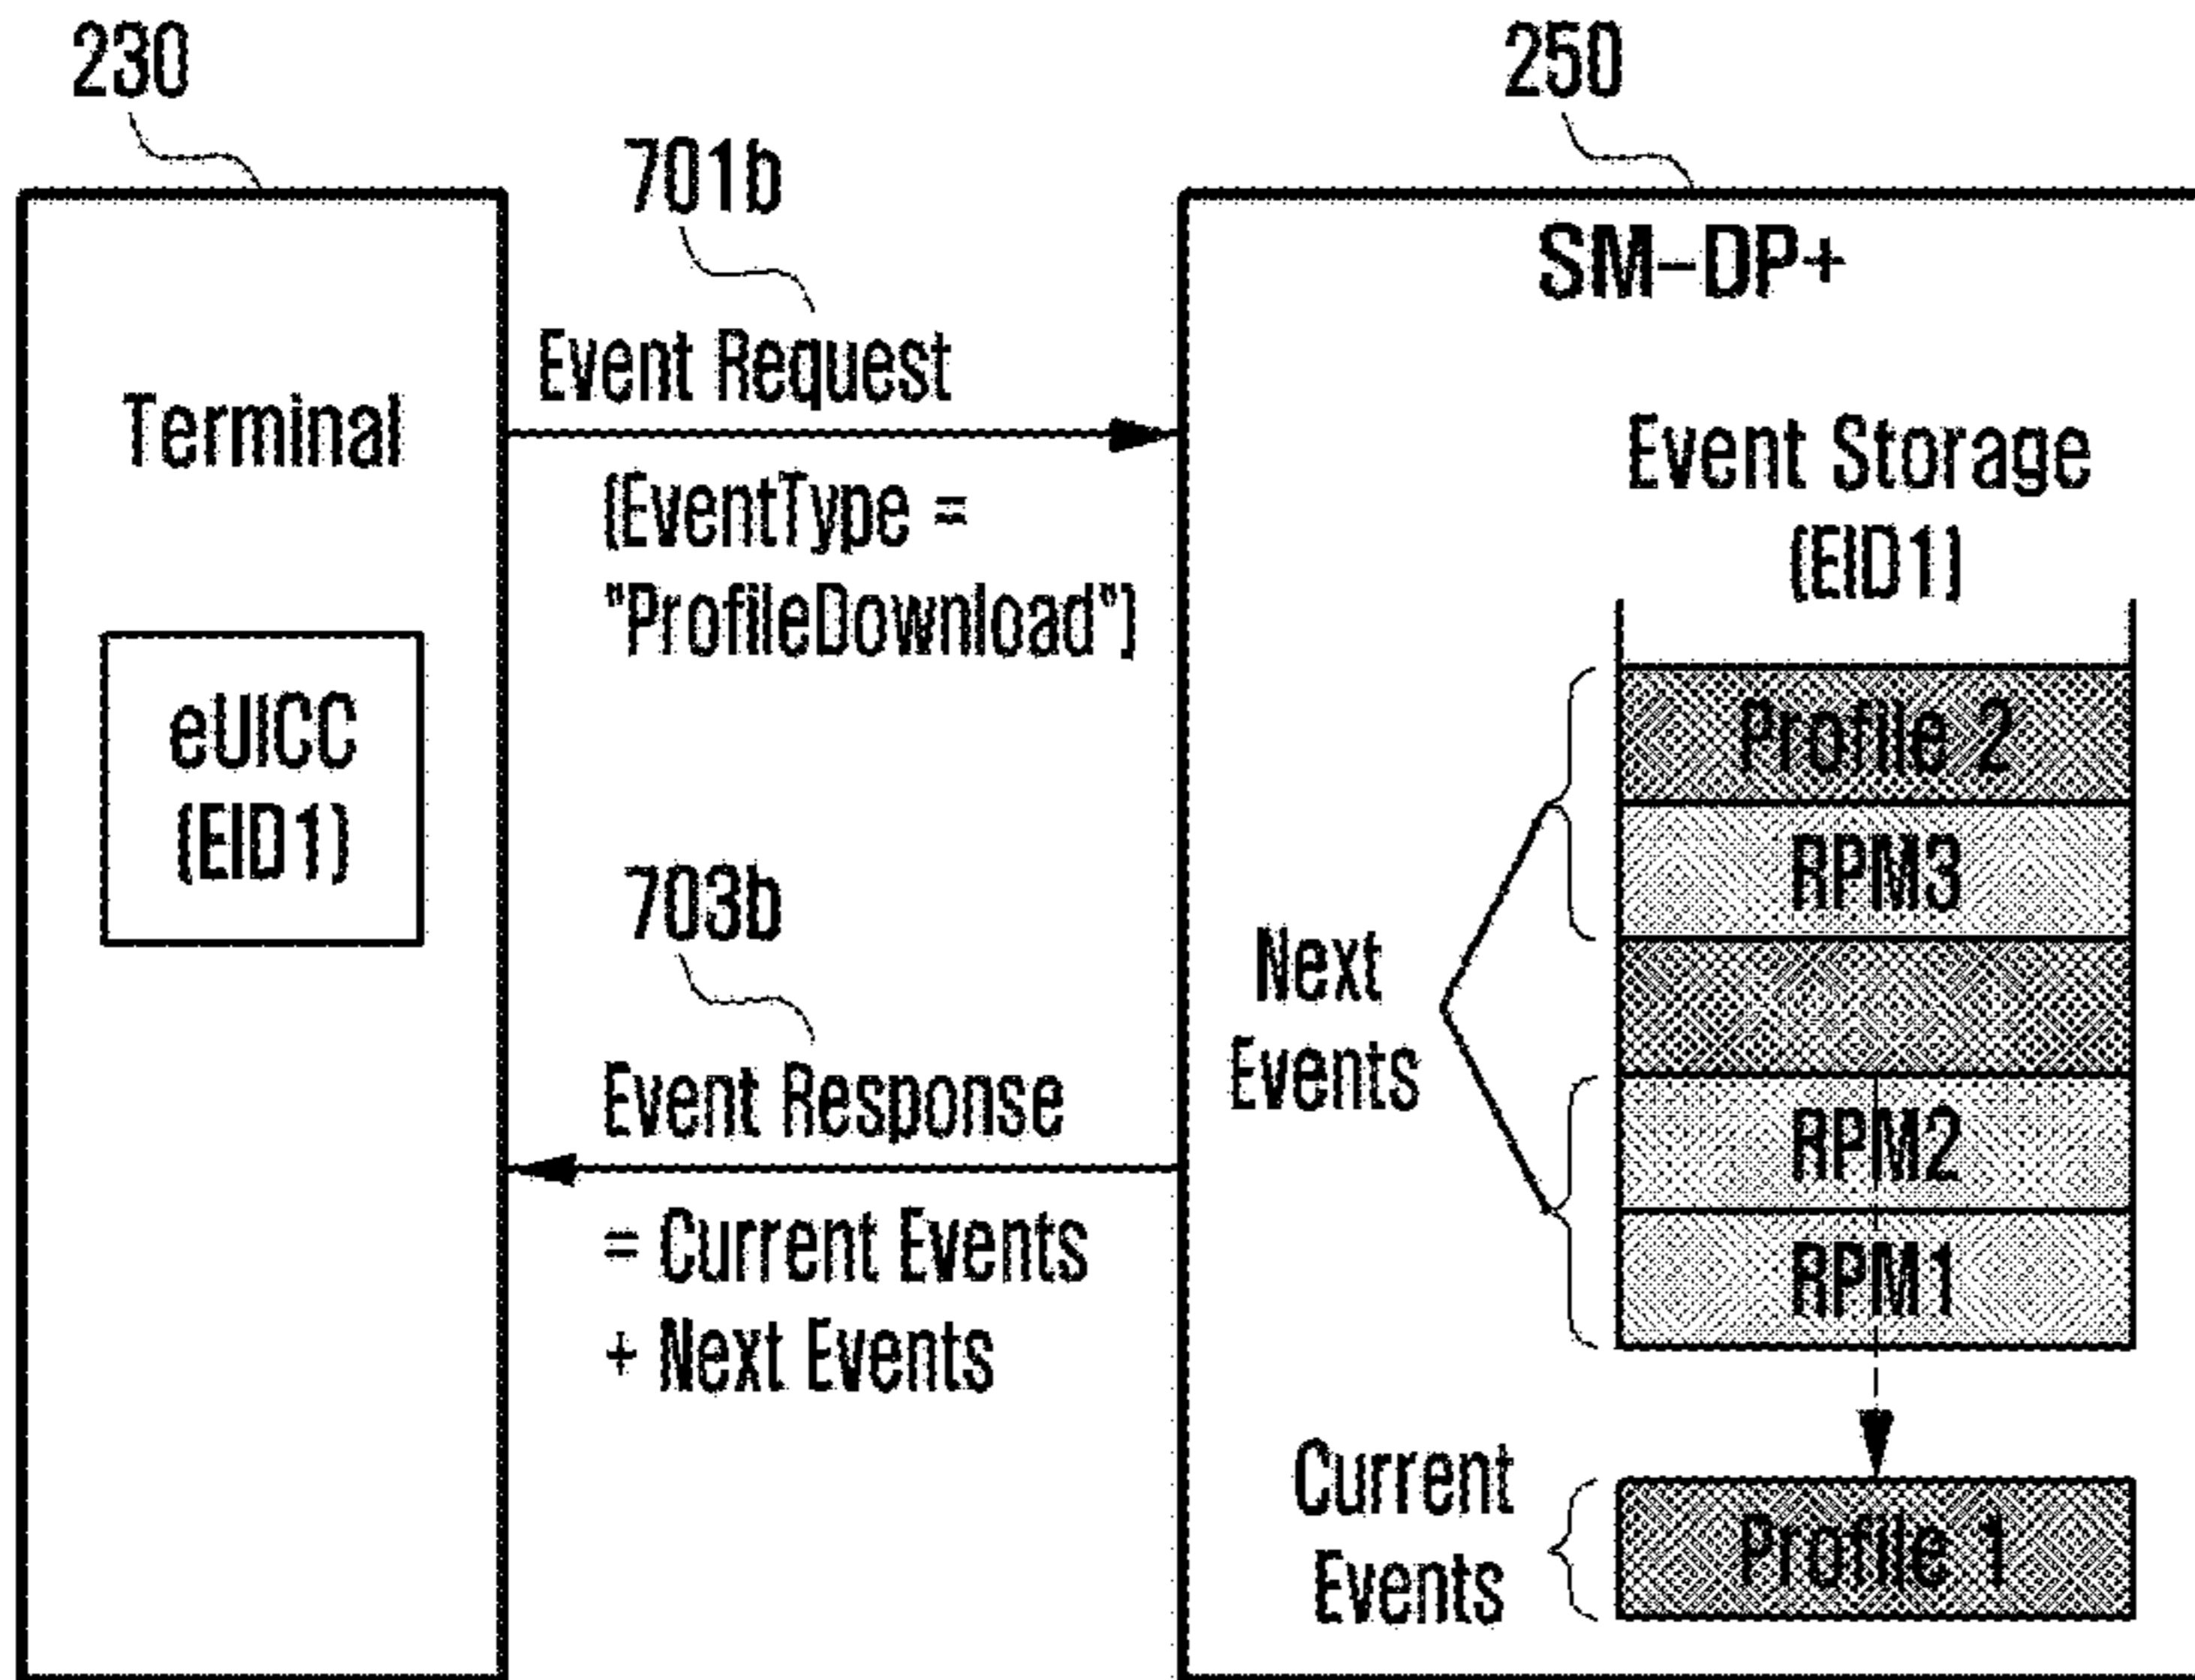 230
250
701b
SM-DP+
Event Request
Terminal
(EventType =
"ProfileDownload")
Event Storage
(EID1)
eUICC
(EID1)
Profile 2
RPM3
703b
Next
Events
Event Response
RPM2
= Current Events
RPM1
+ Next Events
Current
Events
Profile 1